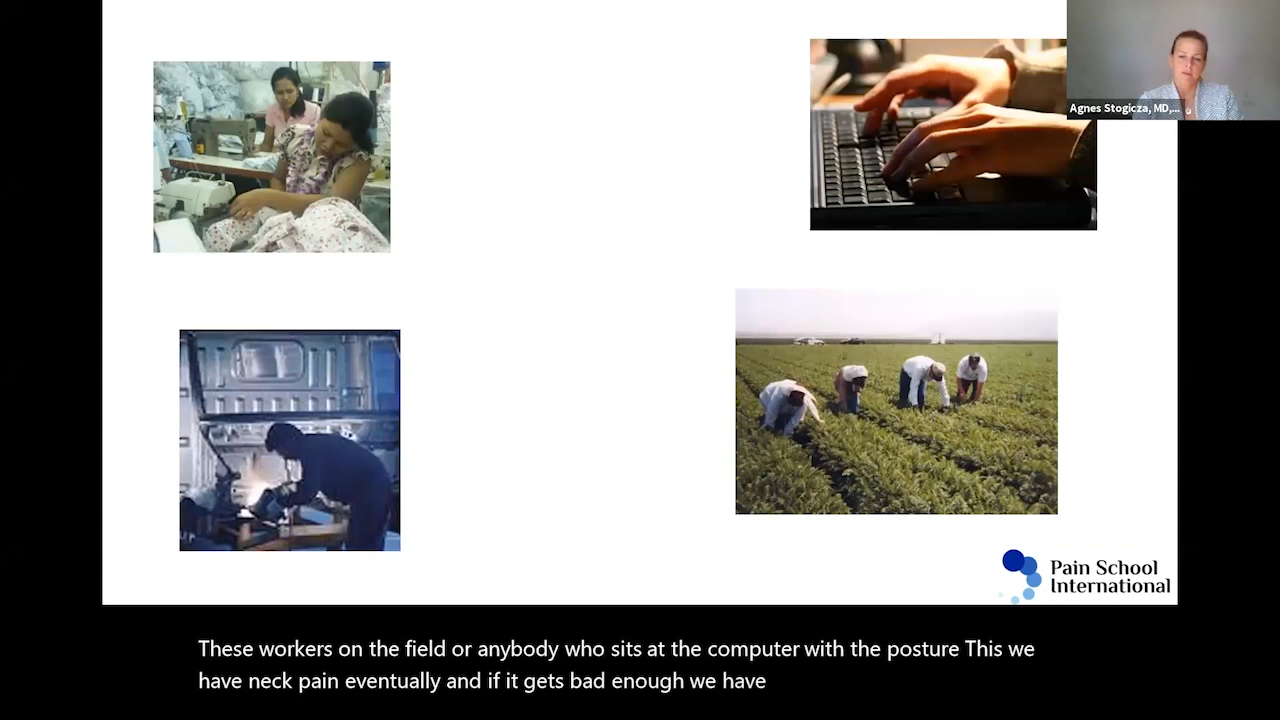 Agnes Stogicza, MD,...
Pain School
International
These workers on the field or anybody who sits at the computer with the posture This we
have neck pain eventually and if it gets bad enough we have